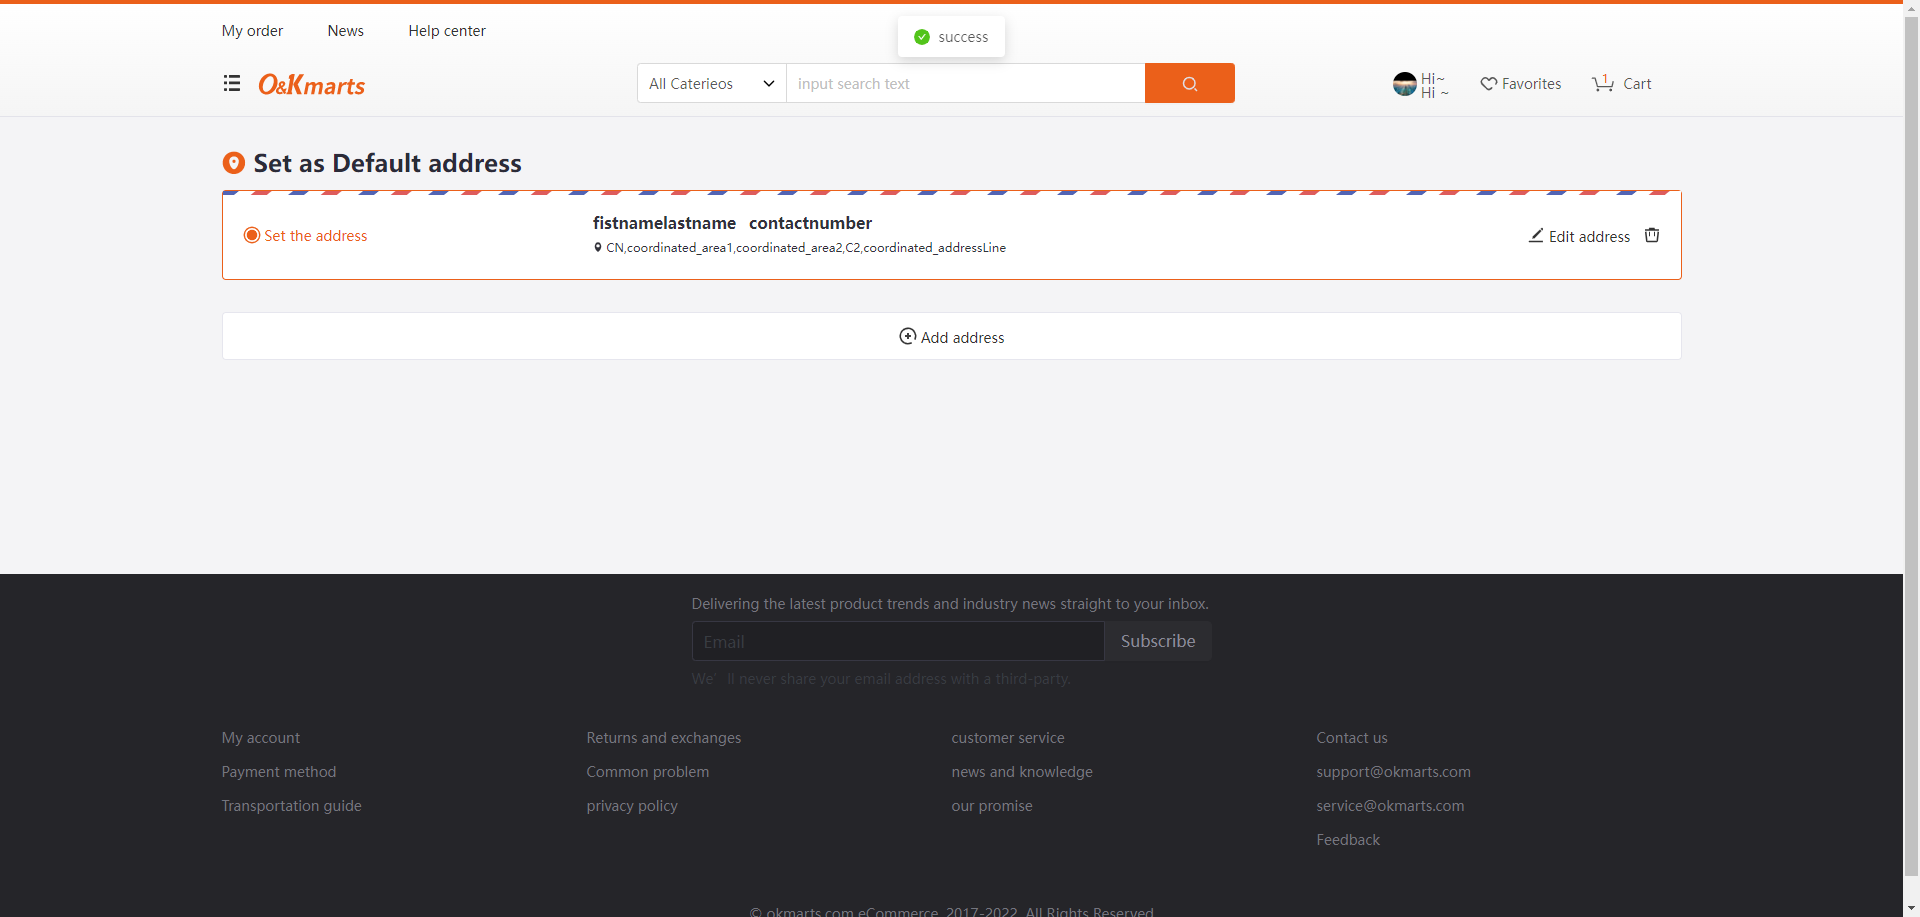 My order News Help center
success
O&Kmarts
All Caterieos
input search text
Hi~
Hi ~
Favorites
1
Cart
Set as Default address
Set the address
fistnamelastname contactnumber
CN,coordinated_area1,coordinated_area2,C2,coordinated_addressLine
Edit address
Add address
Delivering the latest product trends and industry news straight to your inbox.
Email
Subscribe
We' ll never share your email address with a third-party.
My account
Payment method
Transportation guide
Returns and exchanges
Common problem
privacy policy
customer service
news and knowledge
our promise
Contact us
support@okmarts.com
service@okmarts.com
Feedback
© okmarts.com eCommerce. 2017-2022. All Rights Reserved